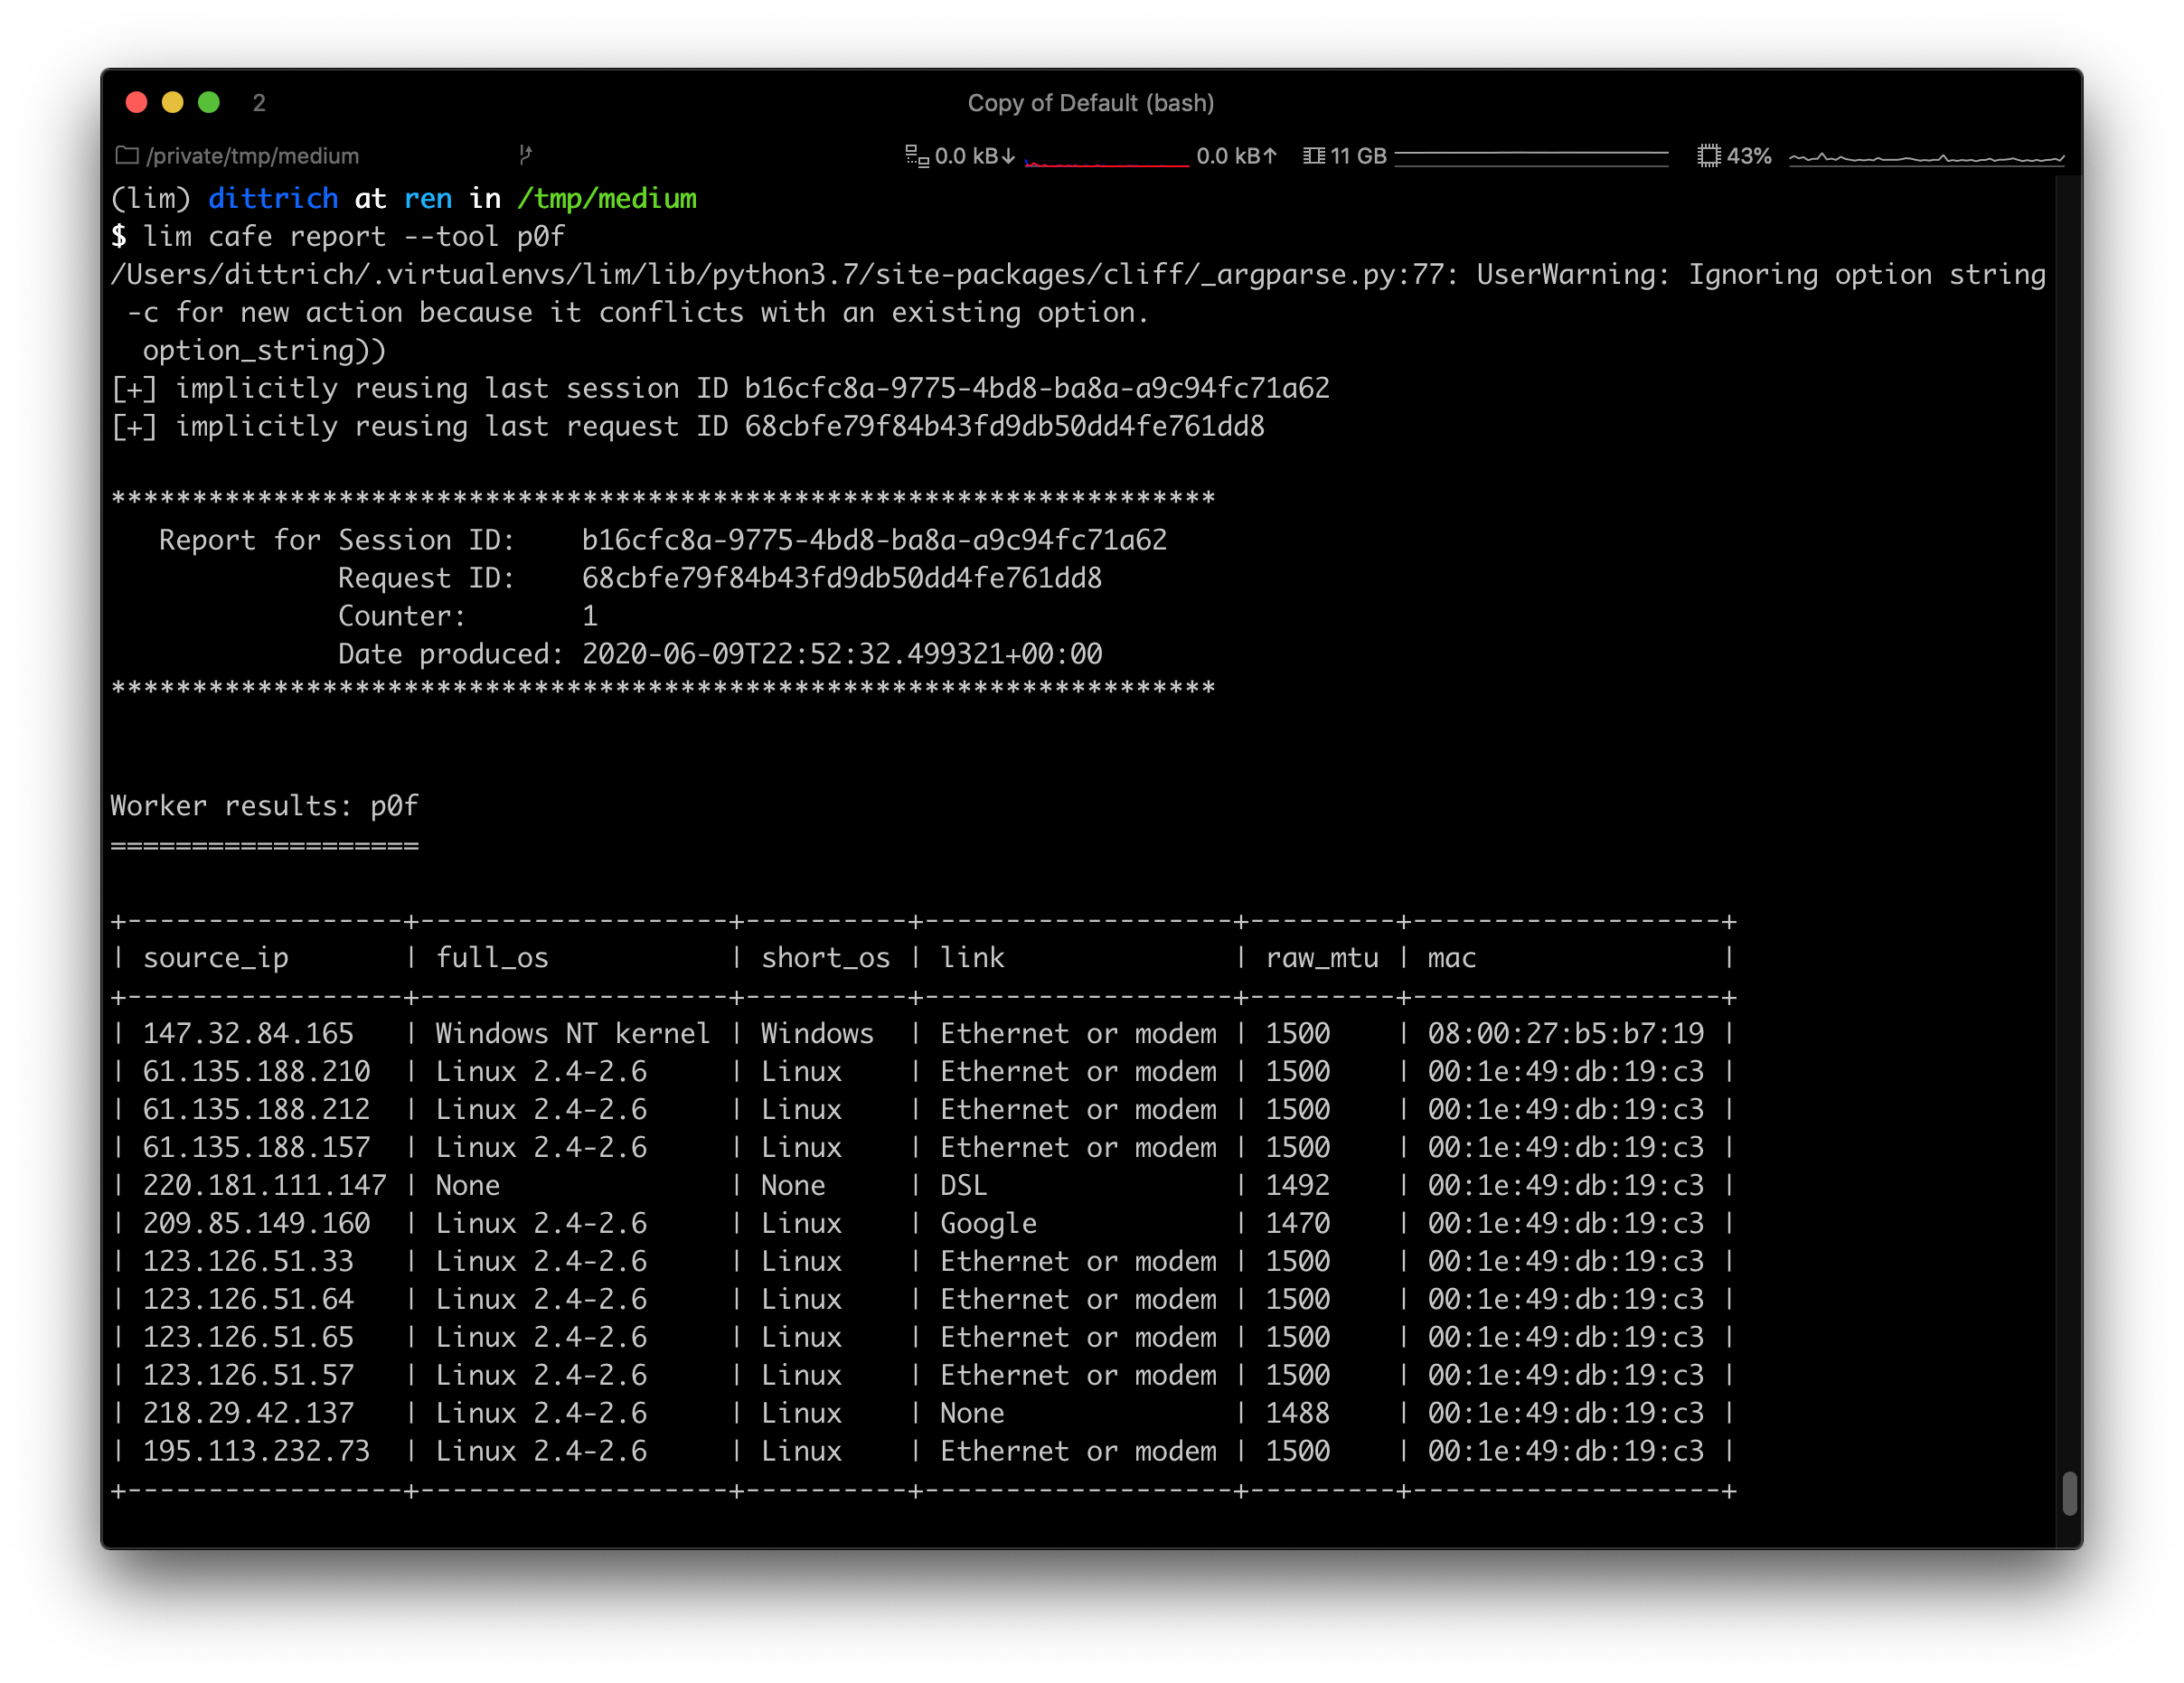 2 Copy of Default (bash)
/private/tmp/medium 0.0 kB↓ 0.0 kB↑ 11 GB 43%
(lim) dittrich at ren in /tmp/medium
$ lim cafe report --tool p0f
/Users/dittrich/.virtualenvs/lim/lib/python3.7/site-packages/cliff/_argparse.py:77: UserWarning: Ignoring option string
 -c for new action because it conflicts with an existing option.
  option_string))
[+] implicitly reusing last session ID b16cfc8a-9775-4bd8-ba8a-a9c94fc71a62
[+] implicitly reusing last request ID 68cbfe79f84b43fd9db50dd4fe761dd8
********************************************************************
   Report for Session ID:    b16cfc8a-9775-4bd8-ba8a-a9c94fc71a62
              Request ID:    68cbfe79f84b43fd9db50dd4fe761dd8
              Counter:       1
              Date produced: 2020-06-09T22:52:32.499321+00:00
********************************************************************
Worker results: p0f
===================
+-----------------+-------------------+----------+-------------------+---------+-------------------+
| source_ip       | full_os           | short_os | link              | raw_mtu | mac               |
+-----------------+-------------------+----------+-------------------+---------+-------------------+
| 147.32.84.165   | Windows NT kernel | Windows  | Ethernet or modem | 1500    | 08:00:27:b5:b7:19 |
| 61.135.188.210  | Linux 2.4-2.6     | Linux    | Ethernet or modem | 1500    | 00:1e:49:db:19:c3 |
| 61.135.188.212  | Linux 2.4-2.6     | Linux    | Ethernet or modem | 1500    | 00:1e:49:db:19:c3 |
| 61.135.188.157  | Linux 2.4-2.6     | Linux    | Ethernet or modem | 1500    | 00:1e:49:db:19:c3 |
| 220.181.111.147 | None              | None     | DSL               | 1492    | 00:1e:49:db:19:c3 |
| 209.85.149.160  | Linux 2.4-2.6     | Linux    | Google            | 1470    | 00:1e:49:db:19:c3 |
| 123.126.51.33   | Linux 2.4-2.6     | Linux    | Ethernet or modem | 1500    | 00:1e:49:db:19:c3 |
| 123.126.51.64   | Linux 2.4-2.6     | Linux    | Ethernet or modem | 1500    | 00:1e:49:db:19:c3 |
| 123.126.51.65   | Linux 2.4-2.6     | Linux    | Ethernet or modem | 1500    | 00:1e:49:db:19:c3 |
| 123.126.51.57   | Linux 2.4-2.6     | Linux    | Ethernet or modem | 1500    | 00:1e:49:db:19:c3 |
| 218.29.42.137   | Linux 2.4-2.6     | Linux    | None              | 1488    | 00:1e:49:db:19:c3 |
| 195.113.232.73  | Linux 2.4-2.6     | Linux    | Ethernet or modem | 1500    | 00:1e:49:db:19:c3 |
+-----------------+-------------------+----------+-------------------+---------+-------------------+